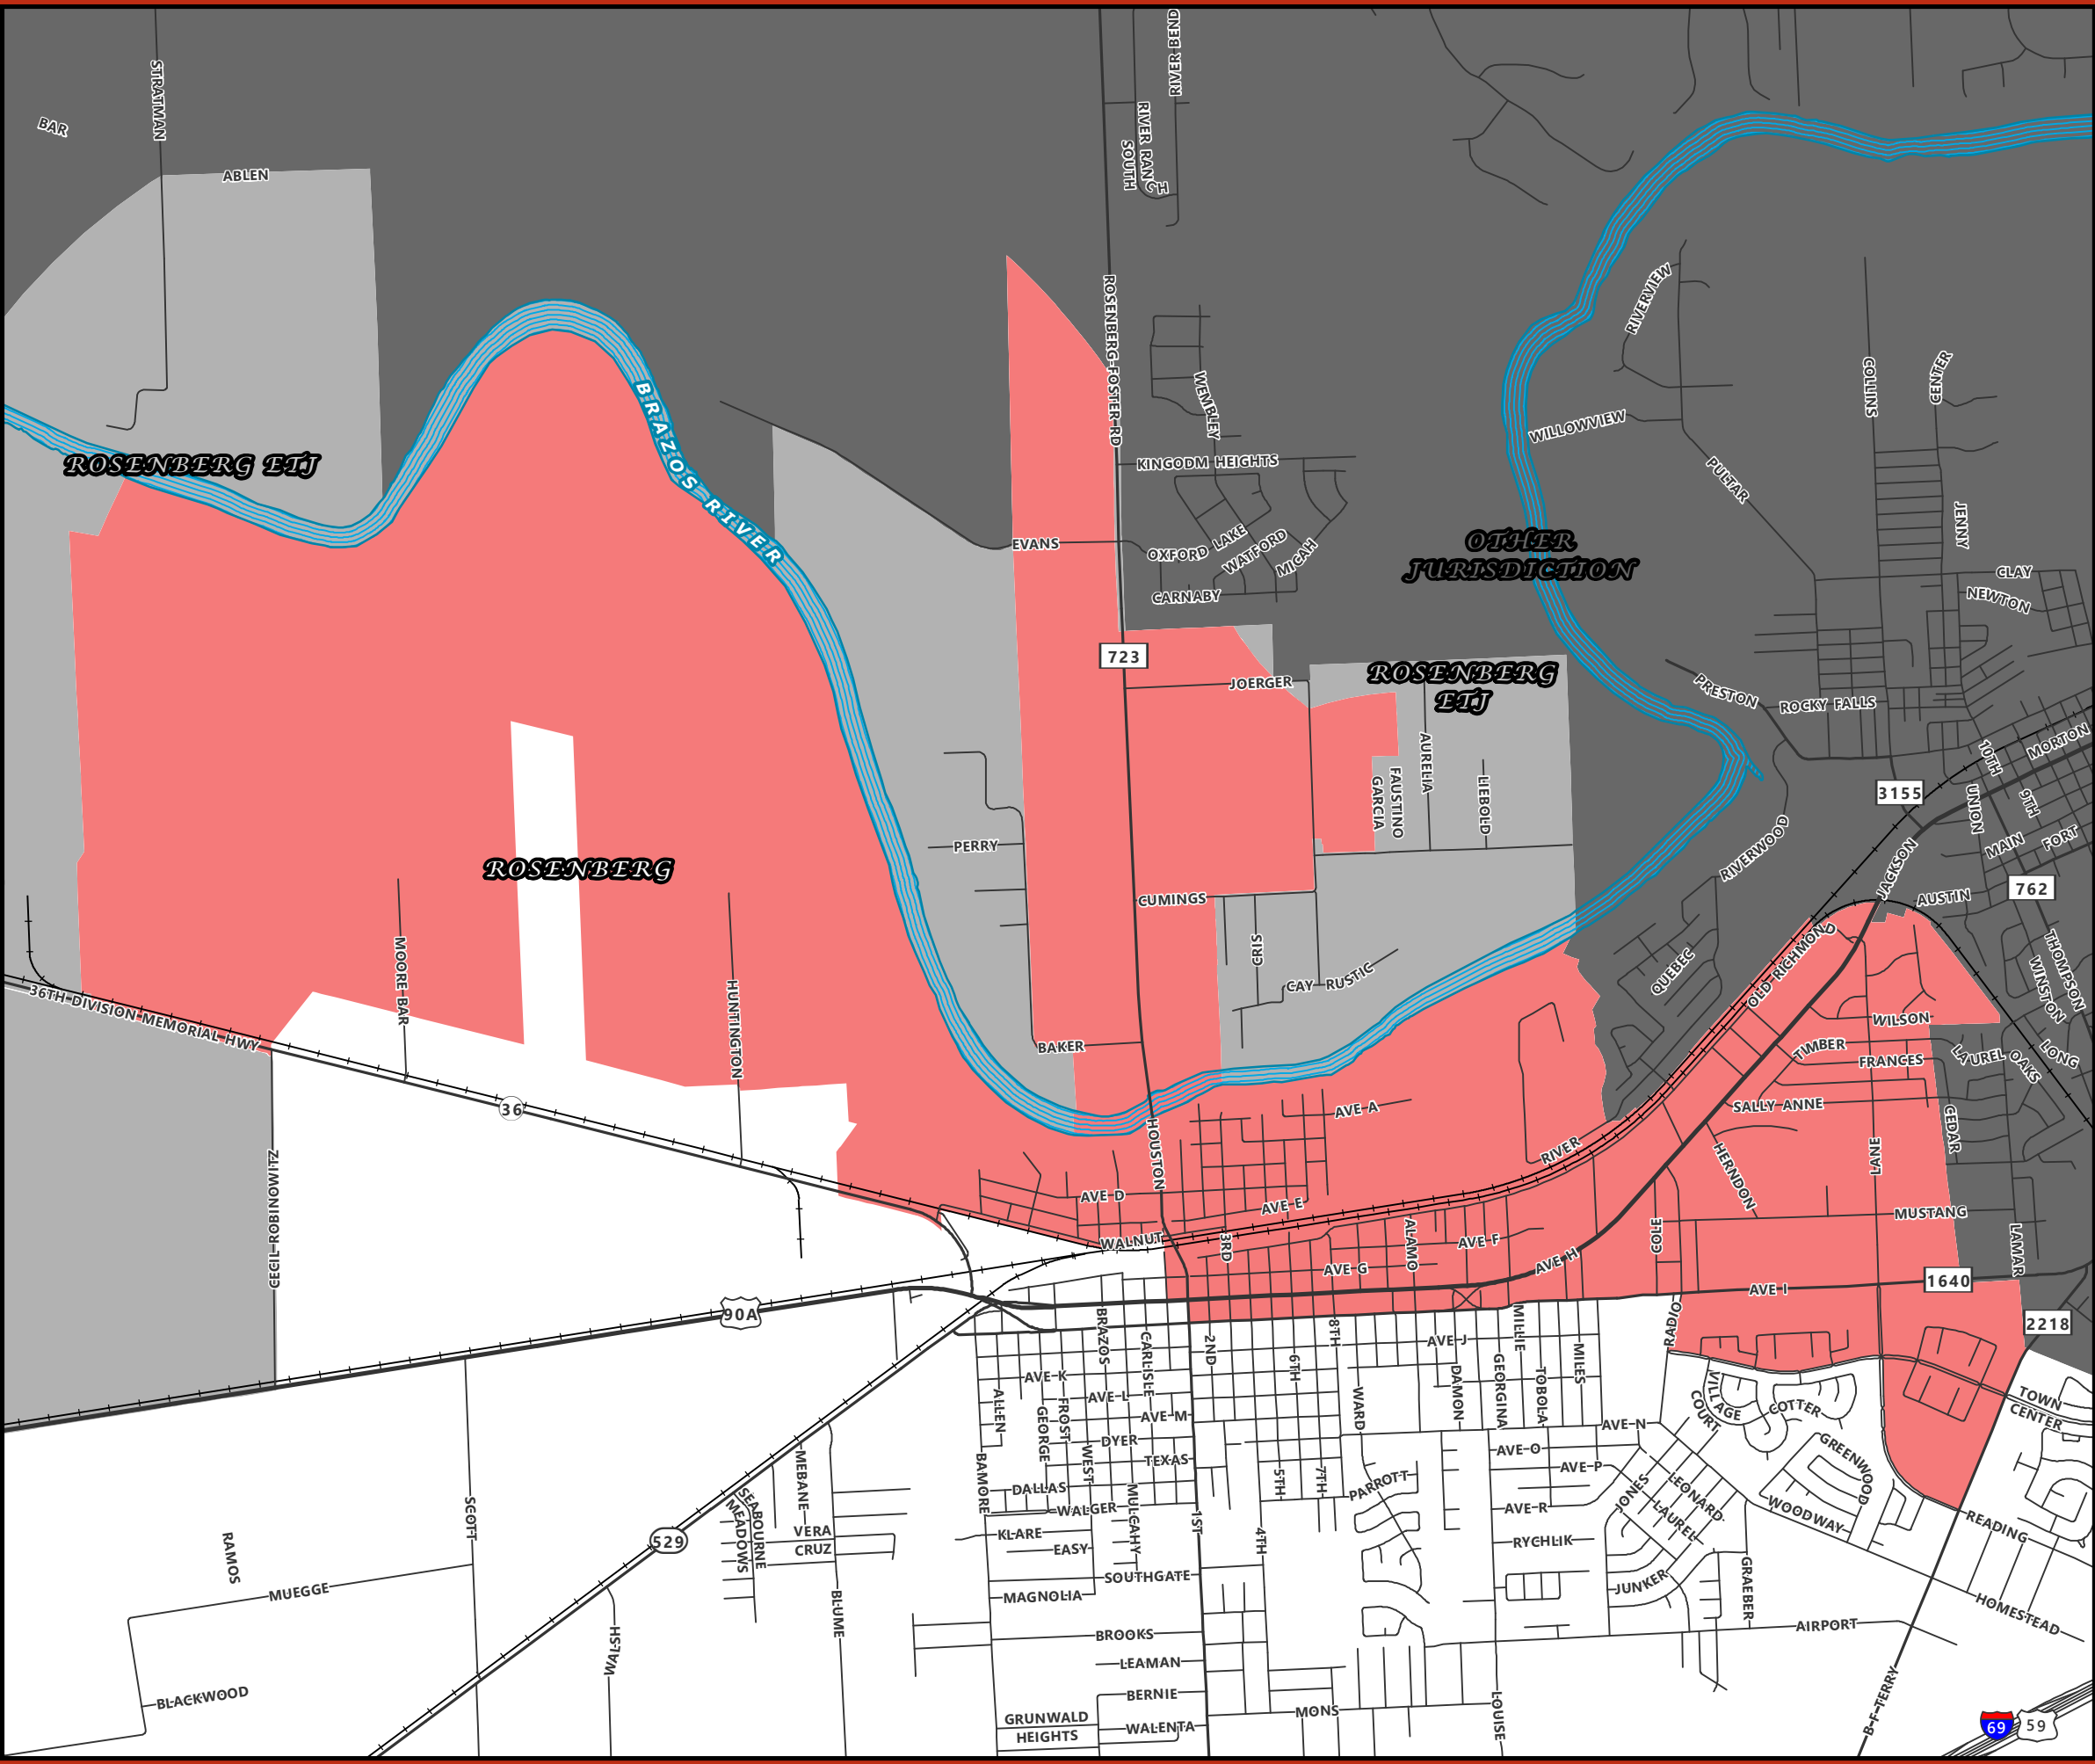 STRATMAN
BAR
ABLEN
RIVER BEND
RIVER RANCH
SOUTH
ROSENBERG-FOSTER RD
WEMBLEY
RIVERVIEW
COLLINS
CENTER
WILLOWVIEW
ROSENBERG ETJ
BRAZOS RIVER
KINGODM HEIGHTS
PULTAR
JENNY
EVANS
OXFORD
LAKE
WATFORD
MICAH
CARNABY
OTHER
JURISDICTION
CLAY
NEWTON
723
JOERGER
ROSENBERG
ETJ
PRESTON
ROCKY FALLS
AURELIA
FAUSTINO
GARCIA
LIEBOLD
10TH
MORTON
3155
UNION
9TH
MAIN
FORT
PERRY
ROSENBERG
RIVERWOOD
JACKSON
762
AUSTIN
CUMINGS
CRIS
CAY RUSTIC
MOORE BAR
HUNTINGTON
36TH DIVISION MEMORIAL HWY
QUEBEC
OLD RICHMOND
THOMPSON
WINSTON
WILSON
BAKER
TIMBER
FRANCES
LAUREL
OAKS
LONG
36
AVE A
SALLY ANNE
CEDAR
HOUSTON
RIVER
HERNDON
LANE
CECIL ROBINOWITZ
AVE D
AVE E
MUSTANG
WALNUT
3RD
ALAMO
AVE F
COLE
LAMAR
AVE G
AVE H
AVE I
1640
90A
2218
BRAZOS
CARLISLE
2ND
8TH
AVE J
MILLIE
RADIO
6TH
MILES
AVE K
ALLEN
AVE L
GEORGE
FROST
AVE M
WARD
DAMON
GEORGINA
TOBOLA
AVE N
VILLAGE
COURT
COTTER
TOWN
CENTER
DYER
WEST
TEXAS
AVE O
AVE P
GREENWOOD
BAMORE
DALLAS
5TH
7TH
PARROTT
JONES
LEONARD
LAUREL
WOODWAY
SCOTT
MEBANE
SEABOURNE
MEADOWS
WALGER
MULCAHY
1ST
AVE R
READING
529
VERA
CRUZ
KLARE
EASY
4TH
RYCHLIK
RAMOS
MUEGGE
SOUTHGATE
MAGNOLIA
JUNKER
GRAEBER
HOMESTEAD
BLUME
WALSH
BROOKS
AIRPORT
LEAMAN
BLACKWOOD
BERNIE
GRUNWALD
HEIGHTS
WALENTA
MONS
LOUISE
B-F-TERRY
69
59